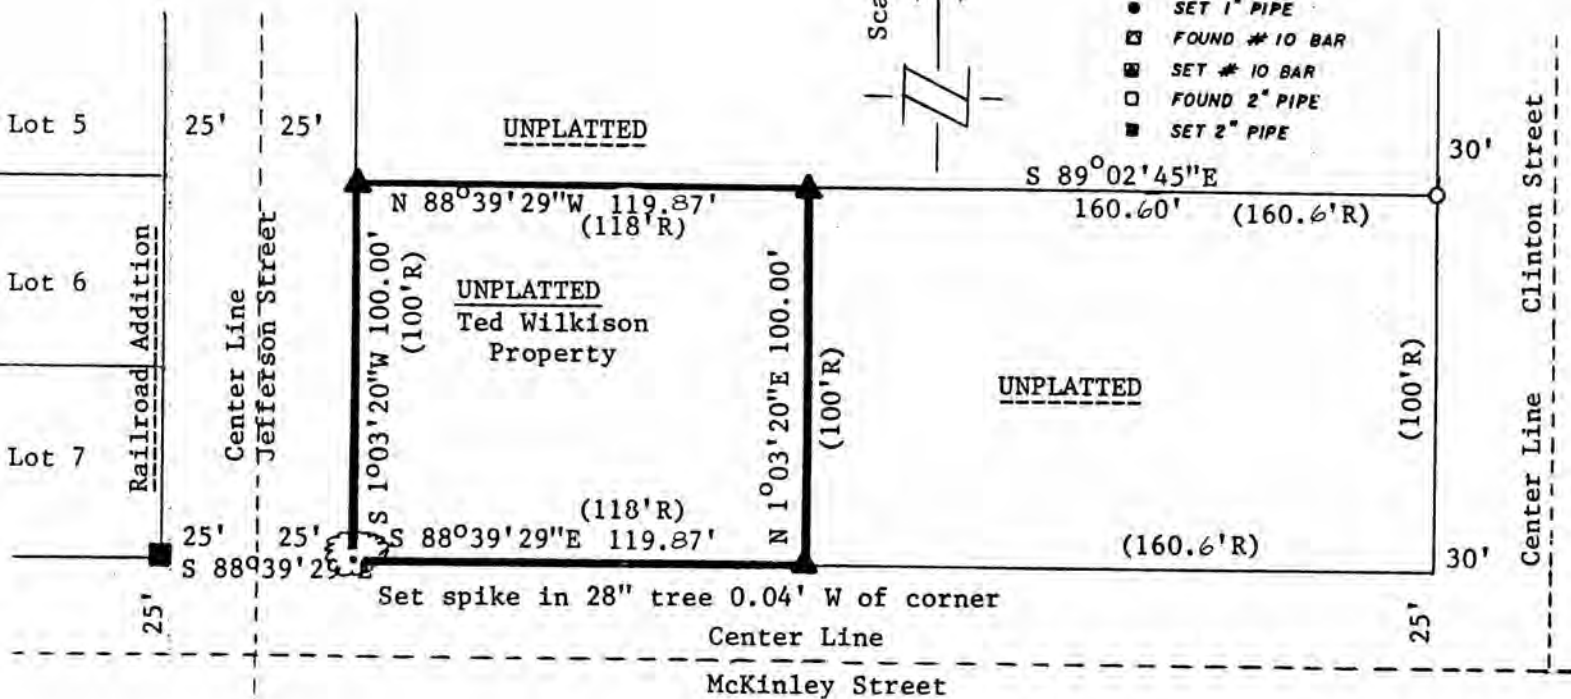 Sca
● SET 1" PIPE
FOUND # 10 BAR
SET # 10 BAR
FOUND 2" PIPE
SET 2" PIPE
Lot 5
25' 25'
UNPLATTED
30'
S 89°02'45"E
160.60' (160.6'R)
N 88°39'29"W 119.87'
(118'R)
Clinton Street
Center Line
Lot 6
Railroad Addition
Center Line
Jefferson Street
S 1°03'20"W 100.00'
(100'R)
UNPLATTED
Ted Wilkison
Property
N 1°03'20"E 100.00'
(100'R)
UNPLATTED
(100'R)
Lot 7
(118'R)
25' 25' S 88°39'29"E 119.87'
(160.6'R)
30'
S 88°39'29"E
Set spike in 28" tree 0.04' W of corner
25'
25'
Center Line
McKinley Street